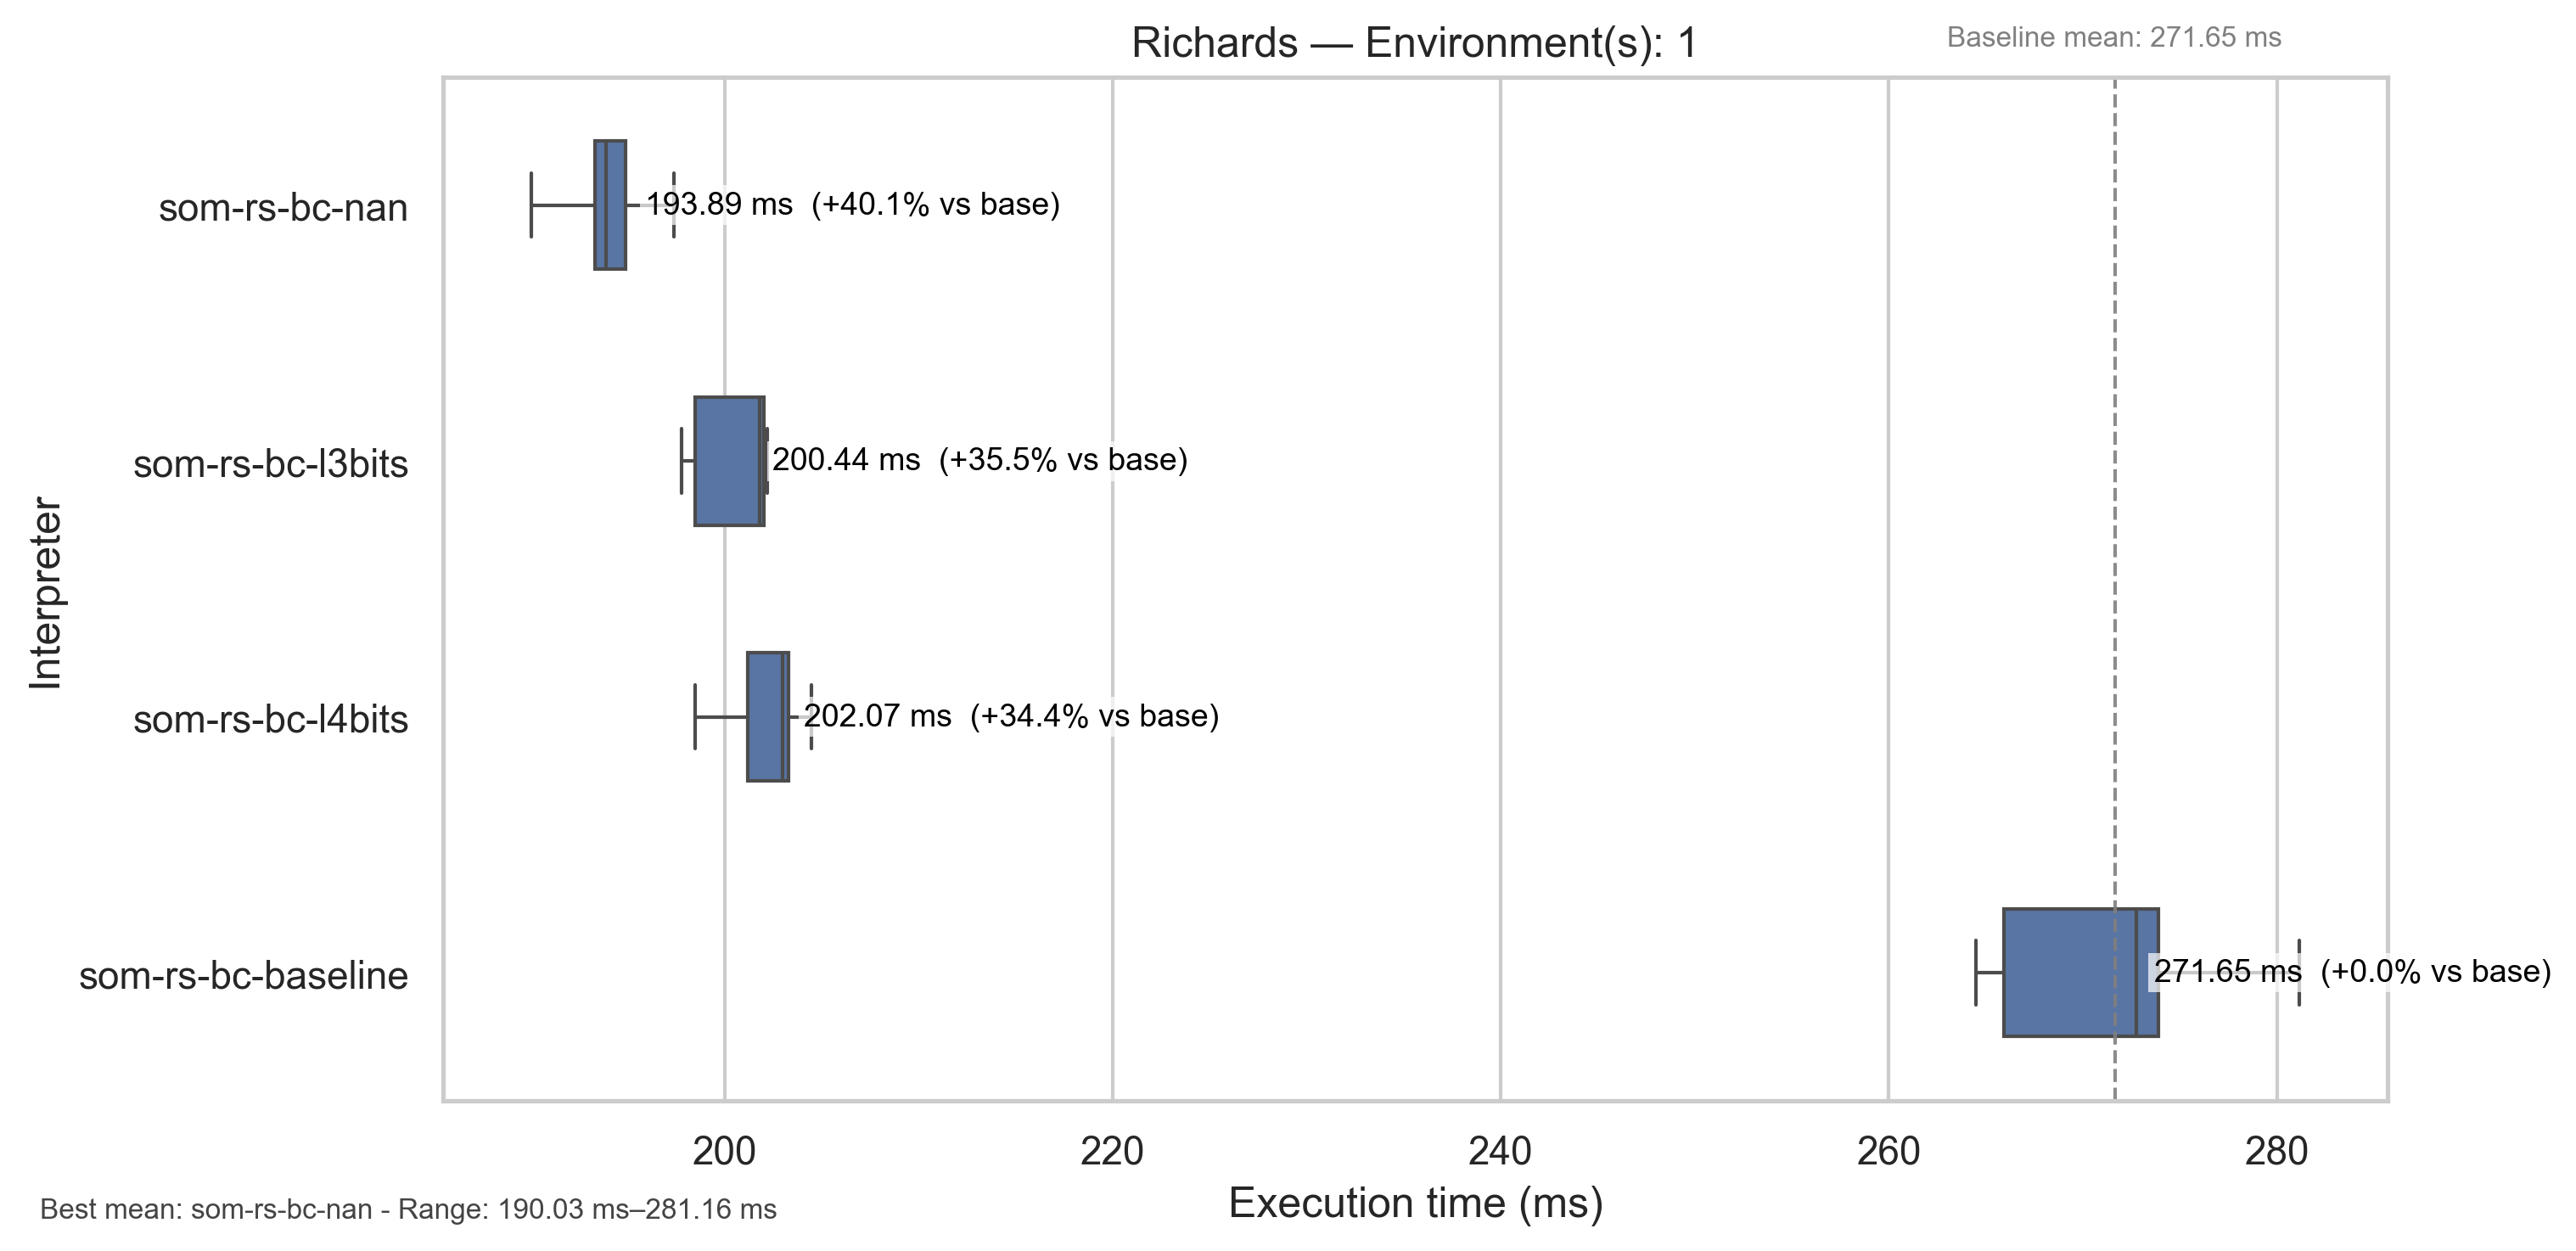 Richards — Environment(s): 1
Baseline mean: 271.65 ms
Interpreter
som-rs-bc-nan
193.89 ms  (+40.1% vs base)
som-rs-bc-l3bits
200.44 ms  (+35.5% vs base)
som-rs-bc-l4bits
202.07 ms  (+34.4% vs base)
som-rs-bc-baseline
271.65 ms  (+0.0% vs base)
200 220 240 260 280
Execution time (ms)
Best mean: som-rs-bc-nan - Range: 190.03 ms–281.16 ms